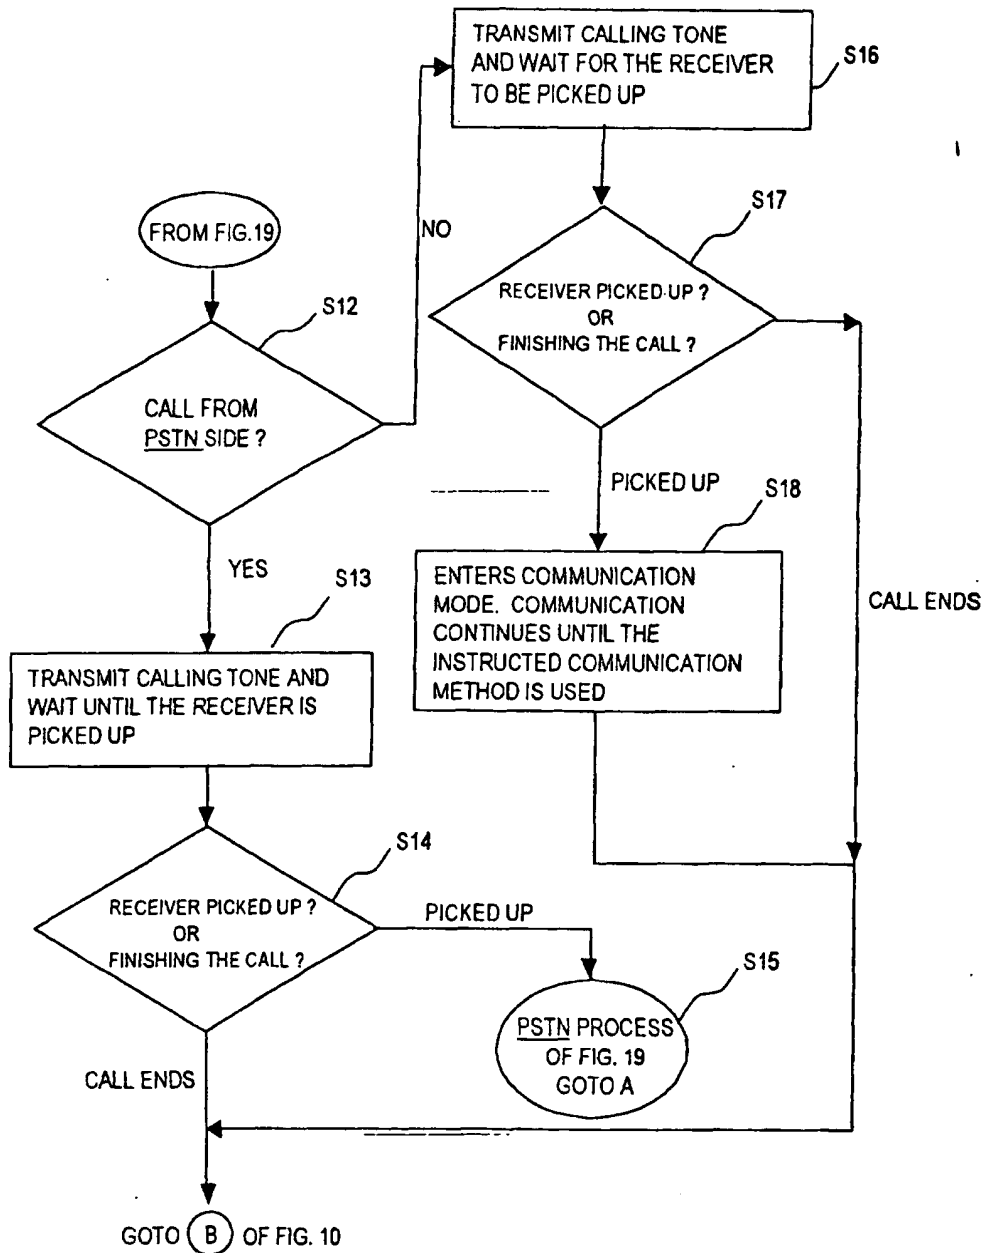 TRANSMIT CALLING TONE
AND WAIT FOR THE RECEIVER
TO BE PICKED UP
S16
FROM FIG.19
NO
S17
RECEIVER PICKED UP ?
OR
FINISHING THE CALL ?
S12
CALL FROM
PSTN SIDE ?
PICKED UP
S18
YES
S13
ENTERS COMMUNICATION
MODE. COMMUNICATION
CONTINUES UNTIL THE
INSTRUCTED COMMUNICATION
METHOD IS USED
CALL ENDS
TRANSMIT CALLING TONE AND
WAIT UNTIL THE RECEIVER IS
PICKED UP
S14
RECEIVER PICKED UP ?
OR
FINISHING THE CALL ?
PICKED UP
S15
PSTN PROCESS
OF FIG. 19
GOTO A
CALL ENDS
GOTO B OF FIG. 10